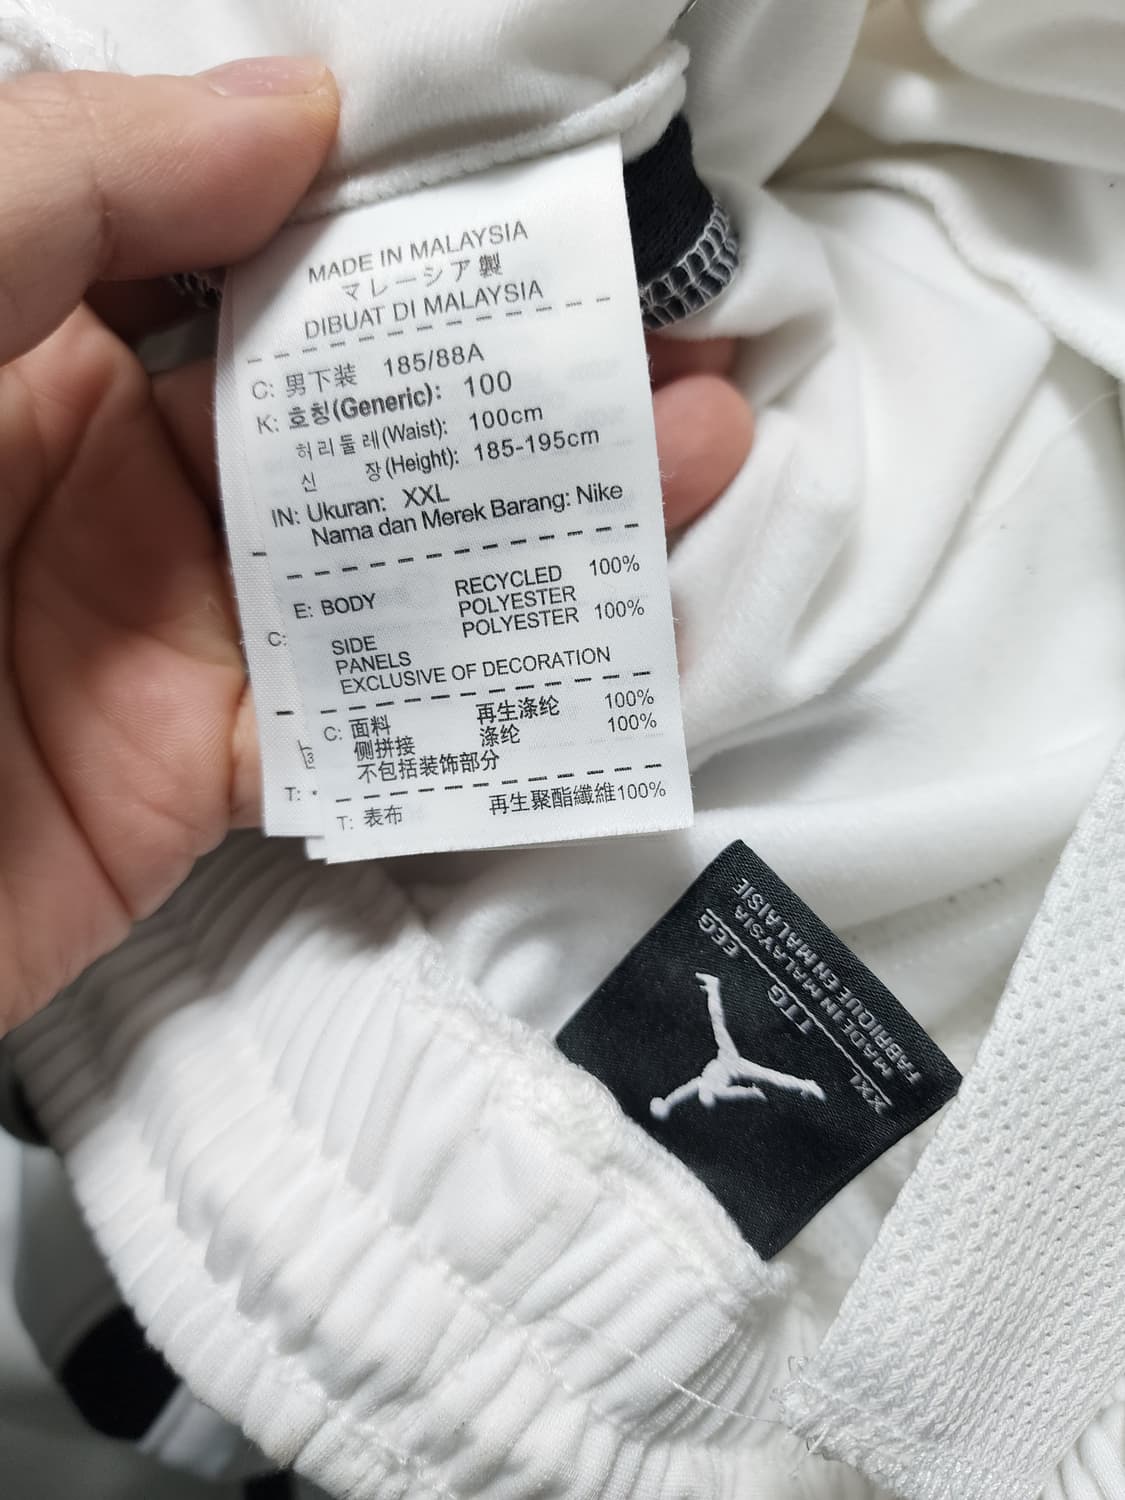 MADE IN MALAYSIA
マレーシア製
DIBUAT DI MALAYSIA
C: 男下装 185/88A
K: 호칭(Generic): 100
허리둘레(Waist): 100cm
신 장(Height): 185-195cm
IN: Ukuran: XXL
Nama dan Merek Barang: Nike
E: BODY RECYCLED 100%
POLYESTER
SIDE POLYESTER 100%
PANELS
EXCLUSIVE OF DECORATION
C: 面料 再生涤纶 100%
侧拼接 涤纶 100%
不包括装饰部分
T: 表布 再生聚酯纖維100%
C:
T:
XXL TTG EEG
MADE IN MALAYSIA
FABRIQUE EN MALAISIE